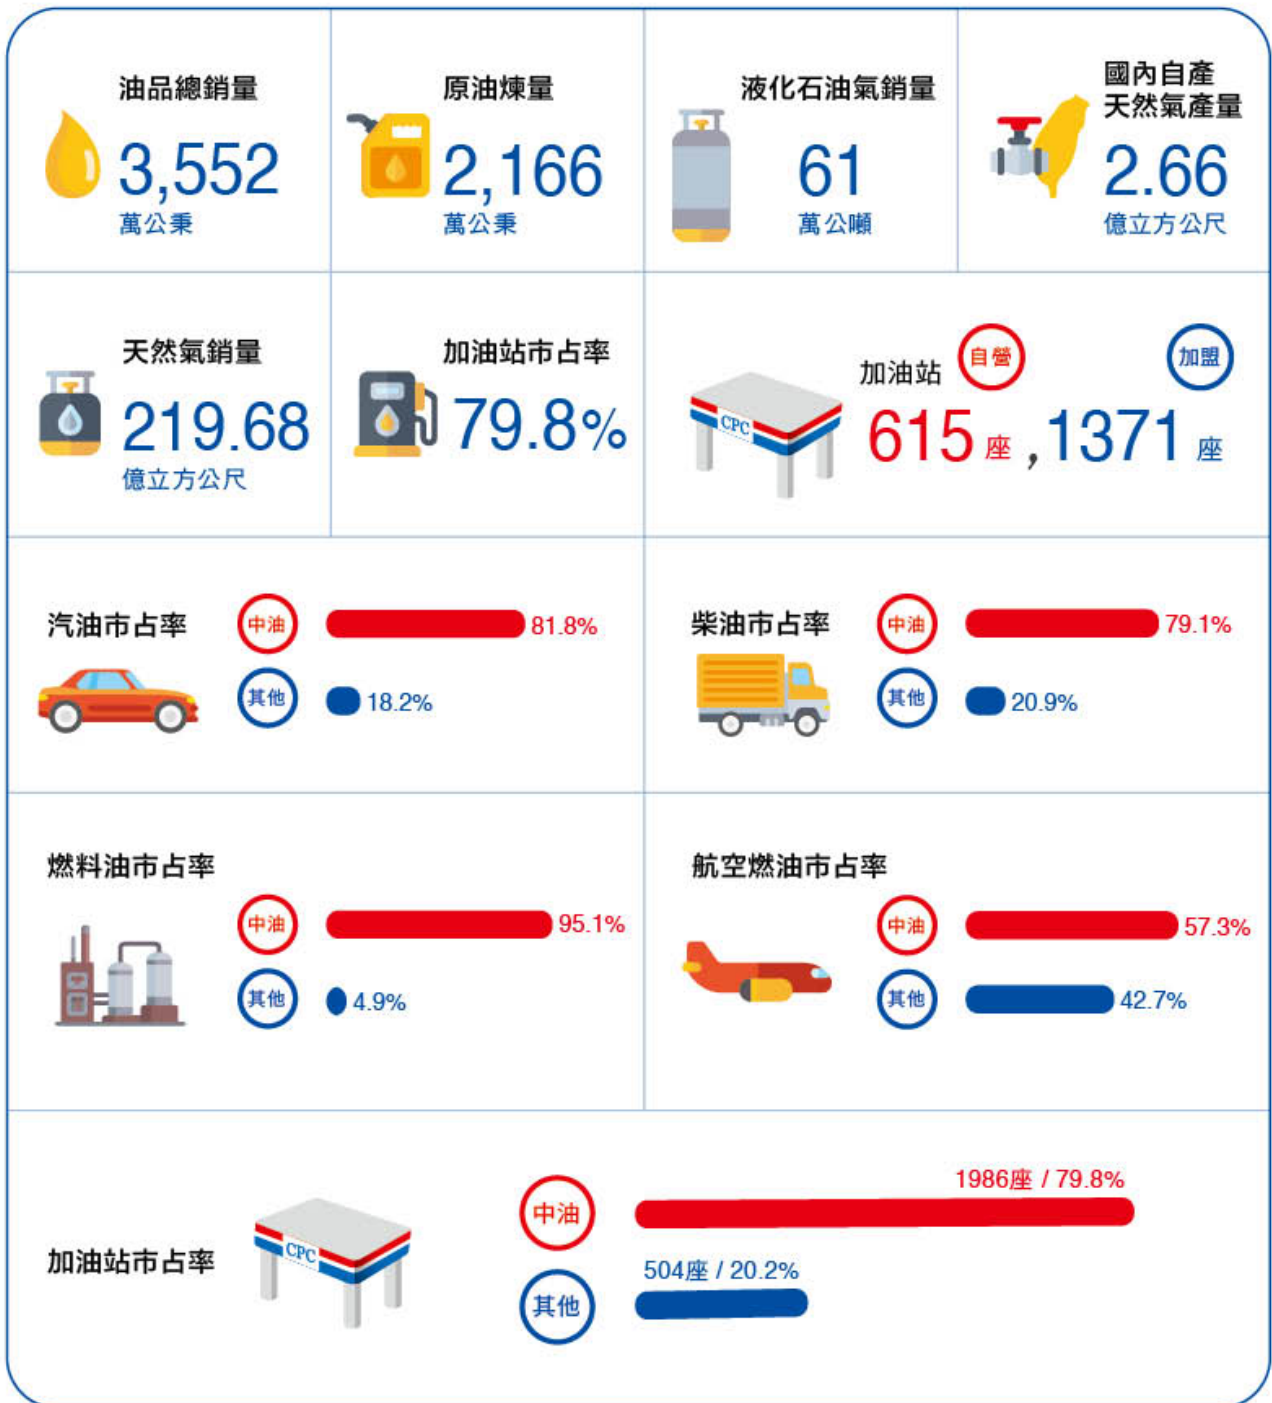 油品總銷量
3,552
萬公秉
原油煉量
2,166
萬公秉
液化石油氣銷量
61
萬公噸
國內自產
天然氣產量
2.66
億立方公尺
天然氣銷量
219.68
億立方公尺
加油站市占率
79.8%
CPC
加油站 自營 加盟
615 座 , 1371 座
汽油市占率
中油 81.8%
其他 18.2%
柴油市占率
中油 79.1%
其他 20.9%
燃料油市占率
中油 95.1%
其他 4.9%
航空燃油市占率
中油 57.3%
其他 42.7%
加油站市占率
CPC
中油 1986座 / 79.8%
其他 504座 / 20.2%